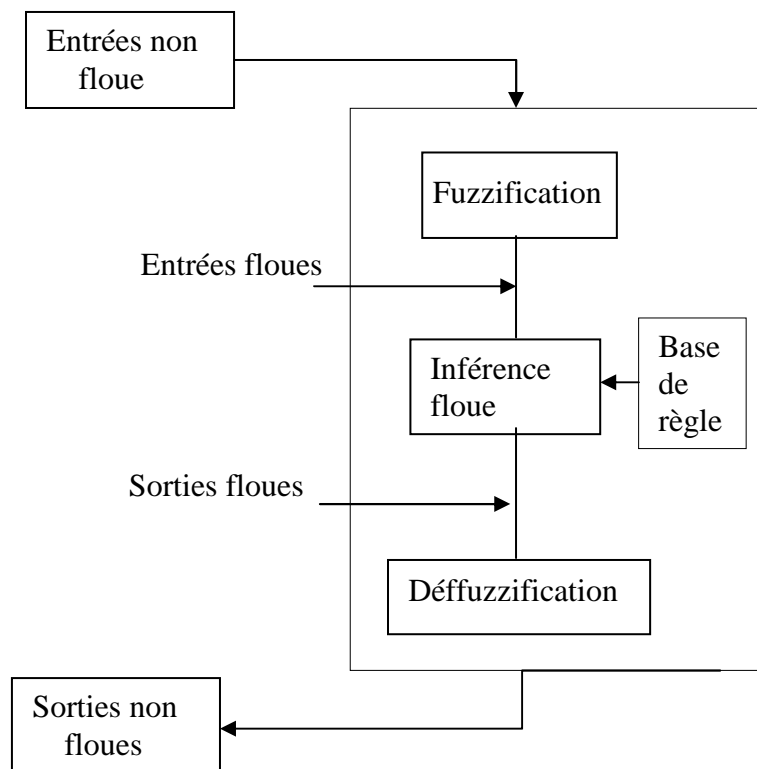 Entrées non
floue
Fuzzification
Entrées floues
Inférence
floue
Base
de
règle
Sorties floues
Déffuzzification
Sorties non
floues